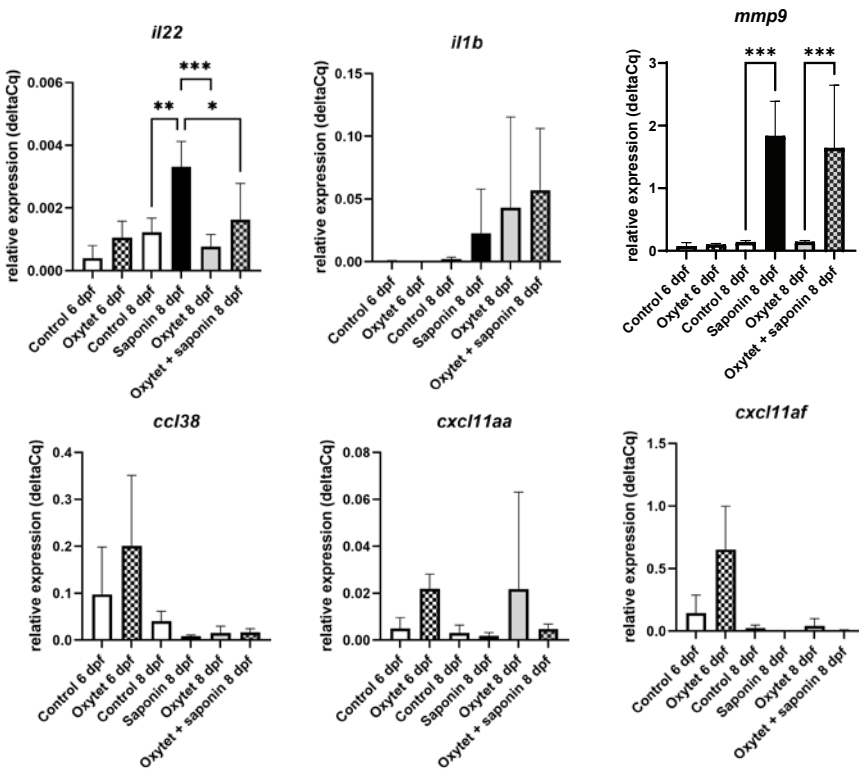 il22
relative expression (deltaCq)
0.006
0.004
0.002
0.000
***
**
*
Control 6 dpf
Oxytet 6 dpf
Control 8 dpf
Saponin 8 dpf
Oxytet 8 dpf
Oxytet + saponin 8 dpf
il1b
relative expression (deltaCq)
0.15
0.10
0.05
0.00
Control 6 dpf
Oxytet 6 dpf
Control 8 dpf
Saponin 8 dpf
Oxytet 8 dpf
Oxytet + saponin 8 dpf
mmp9
relative expression (deltaCq)
3
2
1
0
***
***
Control 6 dpf
Oxytet 6 dpf
Control 8 dpf
Saponin 8 dpf
Oxytet 8 dpf
Oxytet + saponin 8 dpf
ccl38
relative expression (deltaCq)
0.4
0.3
0.2
0.1
0.0
Control 6 dpf
Oxytet 6 dpf
Control 8 dpf
Saponin 8 dpf
Oxytet 8 dpf
Oxytet + saponin 8 dpf
cxcl11aa
relative expression (deltaCq)
0.08
0.06
0.04
0.02
0.00
Control 6 dpf
Oxytet 6 dpf
Control 8 dpf
Saponin 8 dpf
Oxytet 8 dpf
Oxytet + saponin 8 dpf
cxcl11af
relative expression (deltaCq)
1.5
1.0
0.5
0.0
Control 6 dpf
Oxytet 6 dpf
Control 8 dpf
Saponin 8 dpf
Oxytet 8 dpf
Oxytet + saponin 8 dpf